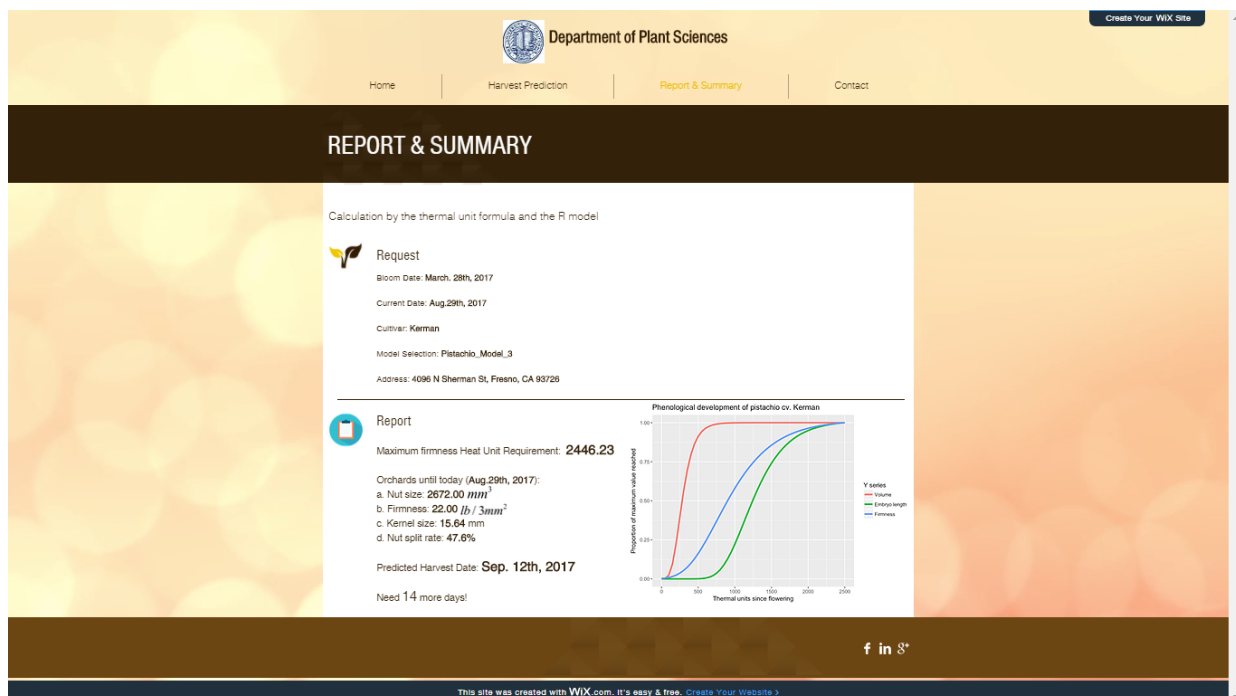 Create Your WiX Site
Department of Plant Sciences
Home
Harvest Prediction
Report & Summary
Contact
REPORT & SUMMARY
Calculation by the thermal unit formula and the R model
Request
Bloom Date: March. 28th, 2017
Current Date: Aug.29th, 2017
Cultivar: Kerman
Model Selection: Pistachio_Model_3
Address: 4096 N Sherman St, Fresno, CA 93726
Report
Maximum firmness Heat Unit Requirement: 2446.23
Orchards until today (Aug.29th, 2017):
a. Nut size: 2672.00 mm³
b. Firmness: 22.00 lb / 3mm²
c. Kernel size: 15.64 mm
d. Nut split rate: 47.6%
Predicted Harvest Date: Sep. 12th, 2017
Need 14 more days!
Phenological development of pistachio cv. Kerman
Proportion of maximum value reached
1.00
0.75
0.50
0.25
0.00
0 500 1000 1500 2000 2500
Thermal units since flowering
Y series
Volume
Embryo length
Firmness
f in g+
This site was created with WiX.com. It's easy & free. Create Your Website >